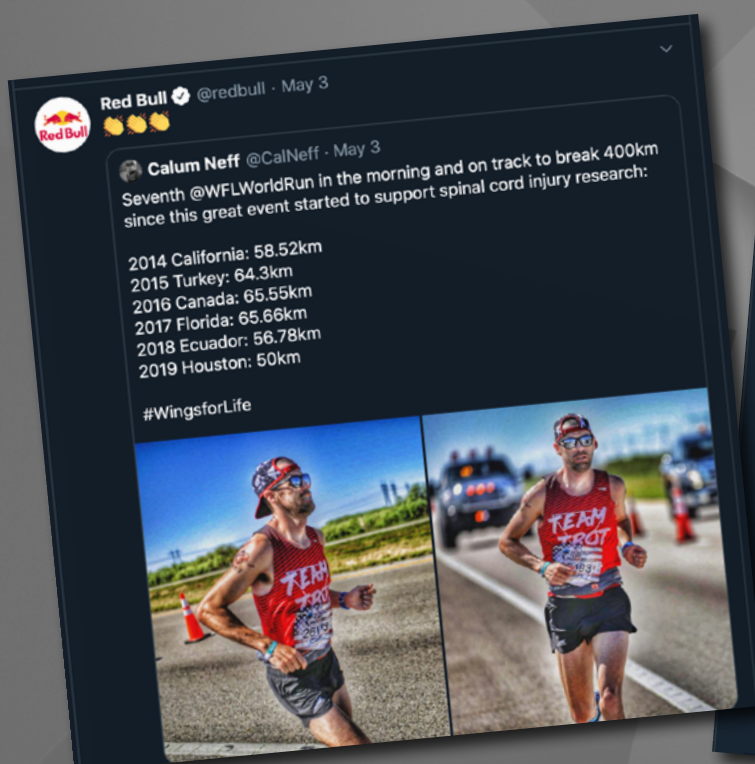 Red Bull @redbull · May 3
👏👏👏
Red Bull
Calum Neff @CalNeff · May 3
Seventh @WFLWorldRun in the morning and on track to break 400km
since this great event started to support spinal cord injury research:
2014 California: 58.52km
2015 Turkey: 64.3km
2016 Canada: 65.55km
2017 Florida: 65.66km
2018 Ecuador: 56.78km
2019 Houston: 50km
#WingsforLife
TEAM
TROT
TEAM
TROT